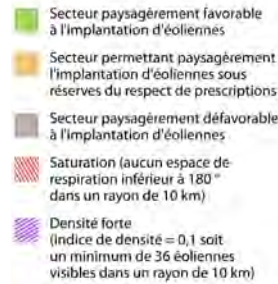 Secteur paysagèrement favorable
à l'implantation d'éoliennes
Secteur permettant paysagèrement
l'implantation d'éoliennes sous
réserves du respect de prescriptions
Secteur paysagèrement défavorable
à l'implantation d'éoliennes
Saturation (aucun espace de
respiration inférieur à 180 °
dans un rayon de 10 km)
Densité forte
(indice de densité = 0,1 soit
un minimum de 36 éoliennes
visibles dans un rayon de 10 km)